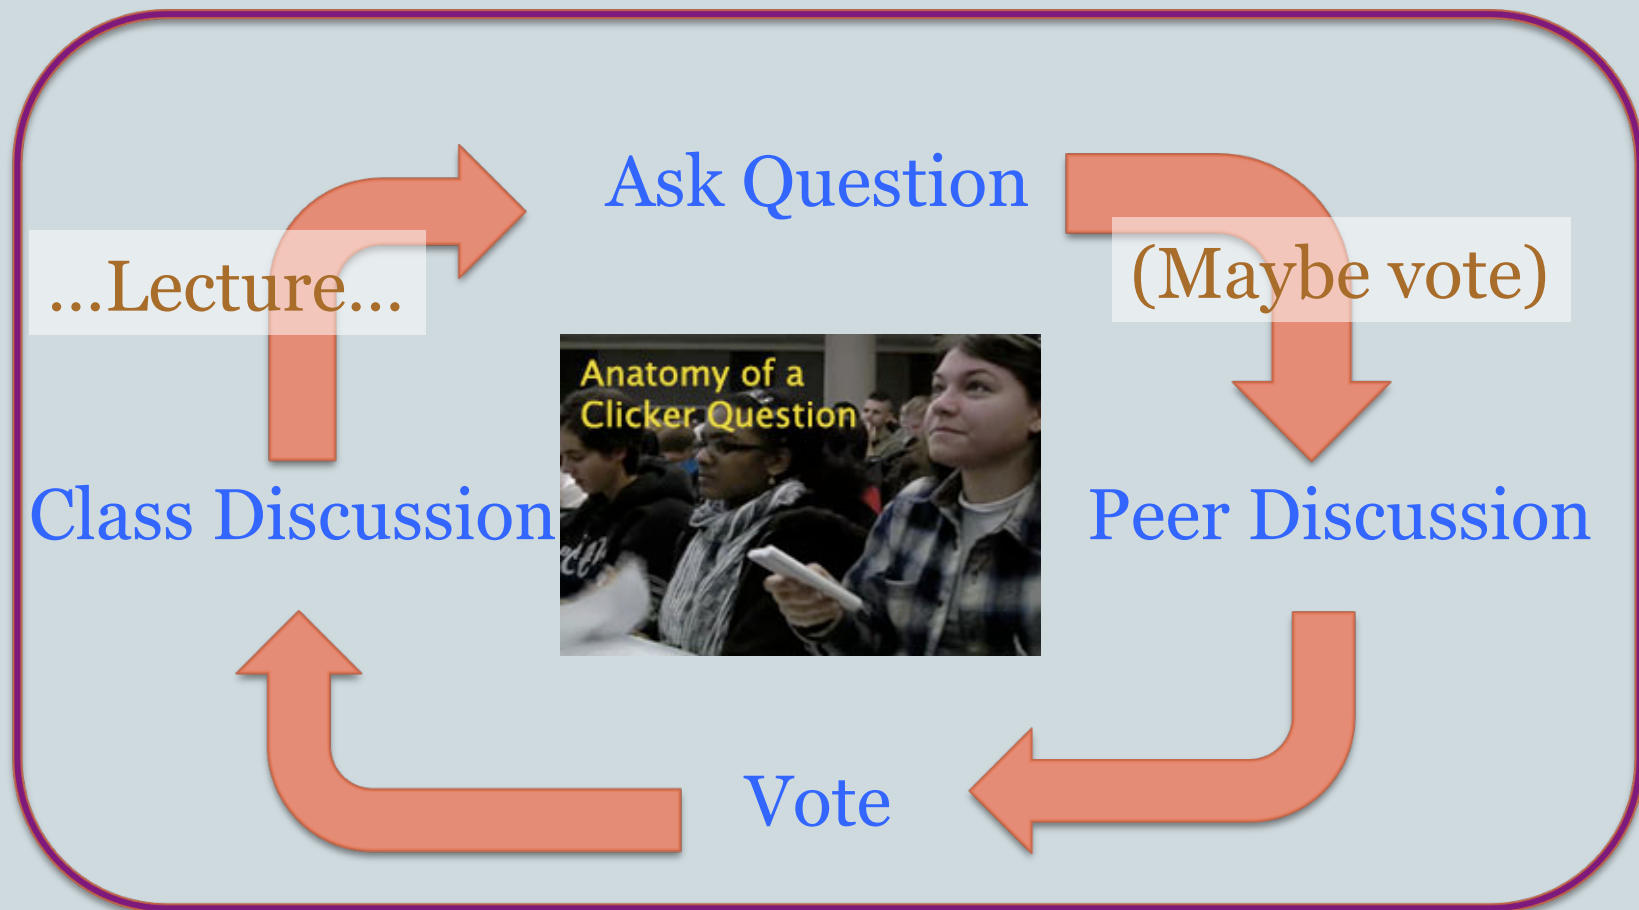 Ask Question
(Maybe vote)
...Lecture...
Anatomy of a
Clicker Question
Class Discussion
Peer Discussion
Vote